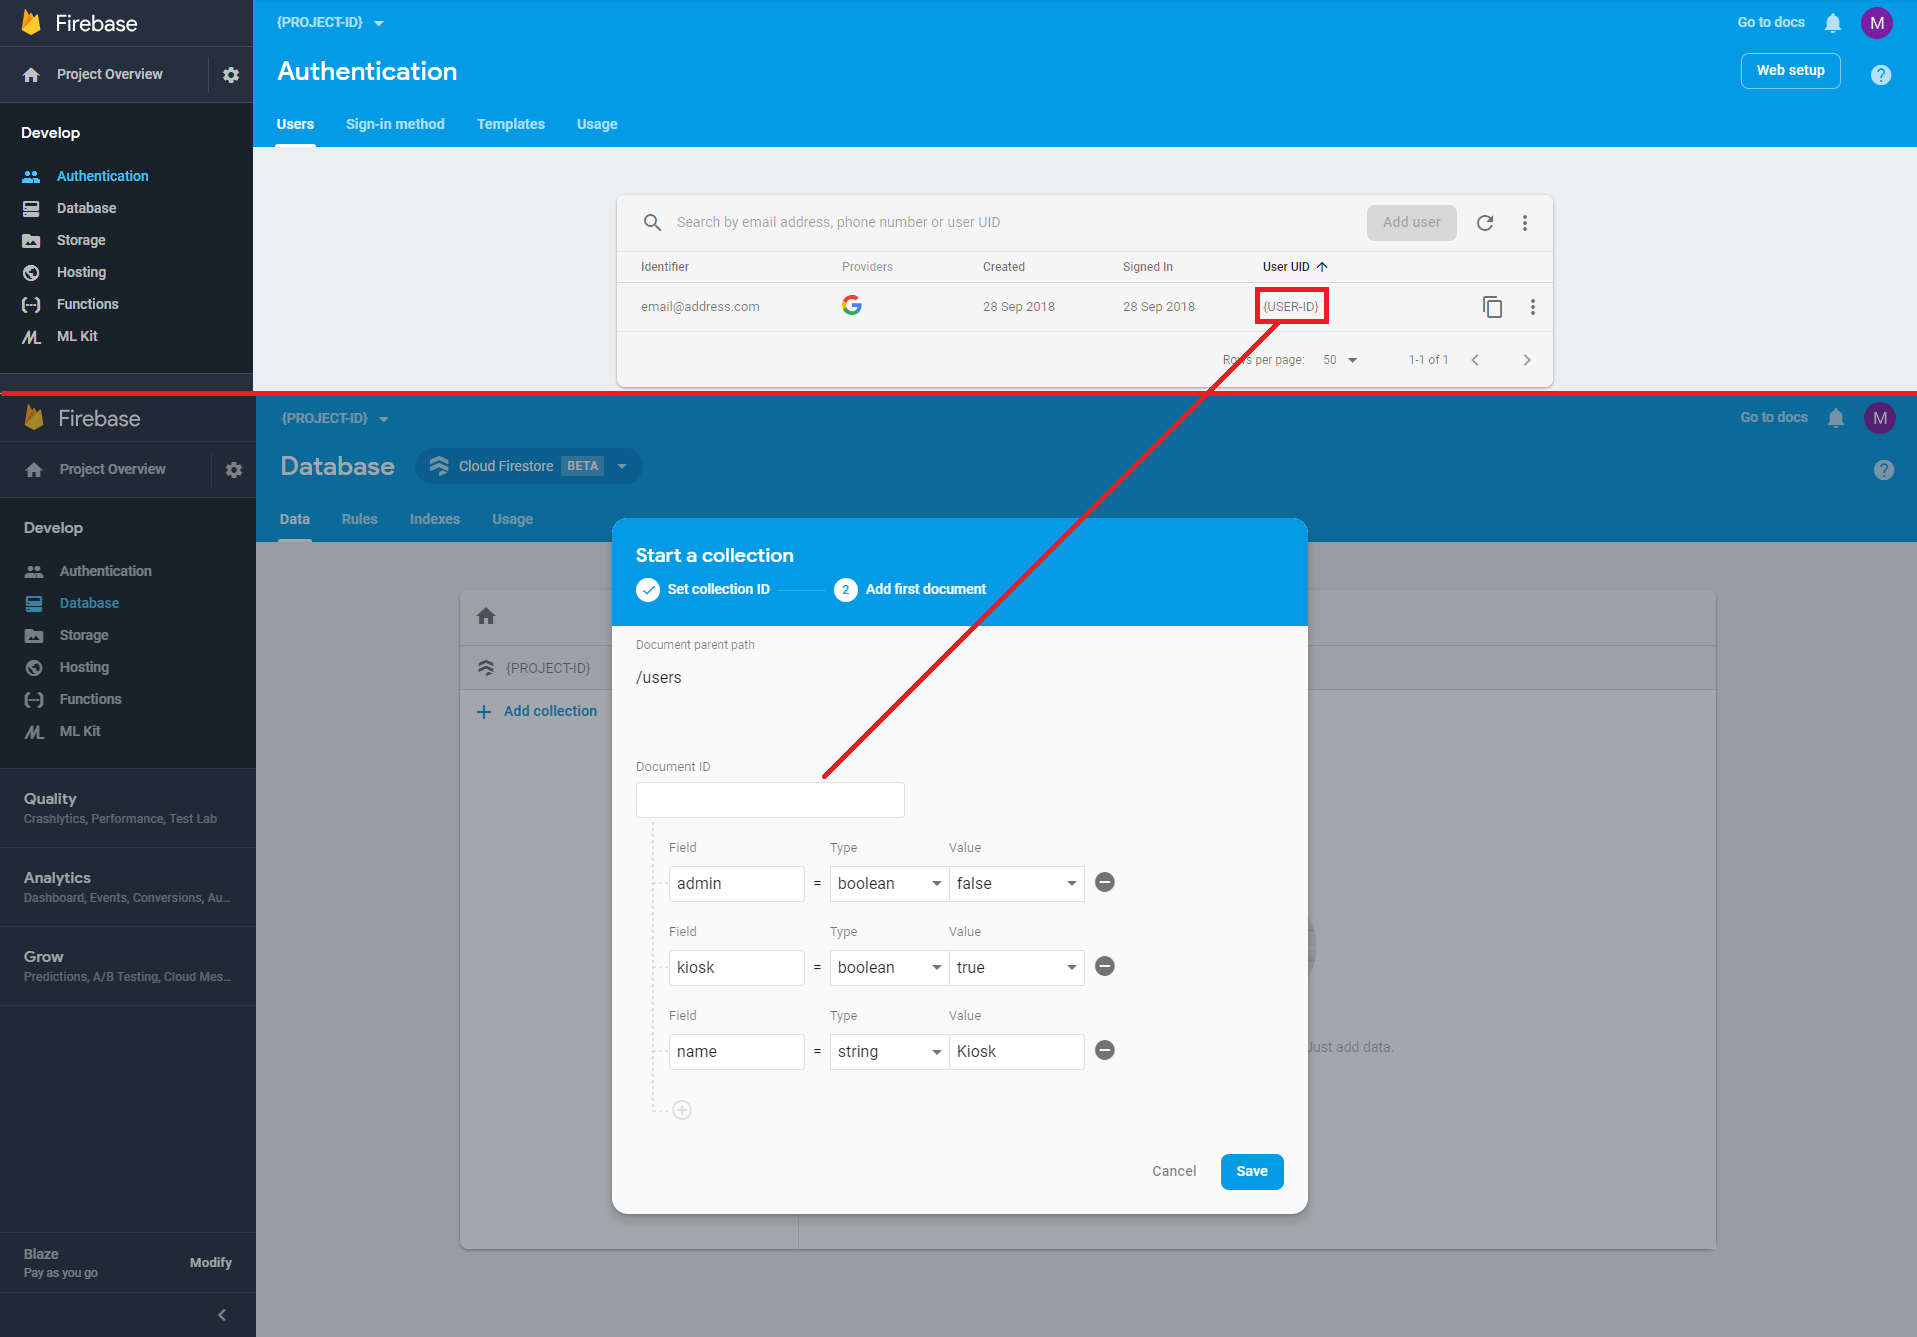 Firebase
{PROJECT-ID}
Go to docs
M
Project Overview
Authentication
Web setup
?
Users Sign-in method Templates Usage
Develop
Authentication
Database
Storage
Hosting
Functions
ML Kit
Search by email address, phone number or user UID
Add user
Identifier Providers Created Signed In User UID
email@address.com 28 Sep 2018 28 Sep 2018 {USER-ID}
Rows per page: 50 1-1 of 1
Firebase
{PROJECT-ID}
Go to docs
M
Project Overview
Database Cloud Firestore BETA
?
Data Rules Indexes Usage
Develop
Authentication
Database
Storage
Hosting
Functions
ML Kit
Quality
Crashlytics, Performance, Test Lab
Analytics
Dashboard, Events, Conversions, Au...
Grow
Predictions, A/B Testing, Cloud Mes...
Blaze
Pay as you go
Modify
{PROJECT-ID}
Add collection
Just add data.
Start a collection
Set collection ID 2 Add first document
Document parent path
/users
Document ID
Field Type Value
admin = boolean false
Field Type Value
kiosk = boolean true
Field Type Value
name = string Kiosk
Cancel Save